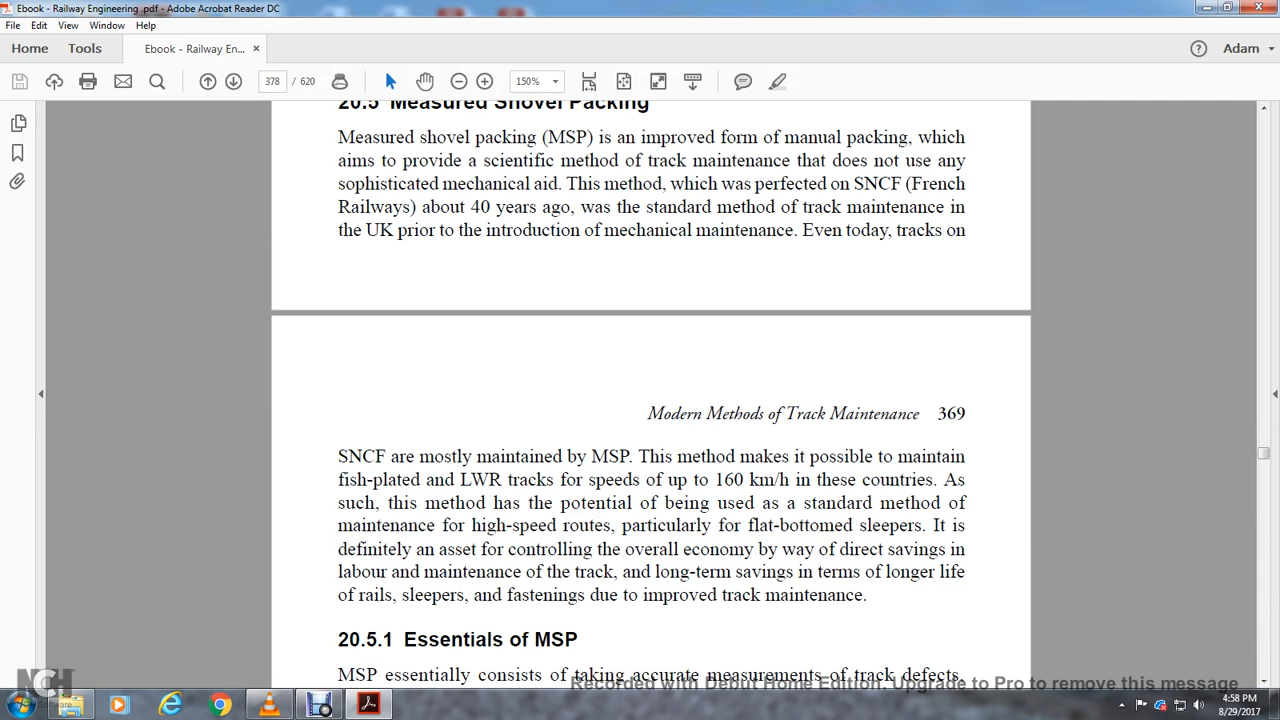 Ebook - Railway Engineering .pdf - Adobe Acrobat Reader DC
File Edit View Window Help
Home Tools Ebook - Railway En... × Adam
378 / 620 150%
20.5 Measured Shovel Packing
Measured shovel packing (MSP) is an improved form of manual packing, which
aims to provide a scientific method of track maintenance that does not use any
sophisticated mechanical aid. This method, which was perfected on SNCF (French
Railways) about 40 years ago, was the standard method of track maintenance in
the UK prior to the introduction of mechanical maintenance. Even today, tracks on
Modern Methods of Track Maintenance 369
SNCF are mostly maintained by MSP. This method makes it possible to maintain
fish-plated and LWR tracks for speeds of up to 160 km/h in these countries. As
such, this method has the potential of being used as a standard method of
maintenance for high-speed routes, particularly for flat-bottomed sleepers. It is
definitely an asset for controlling the overall economy by way of direct savings in
labour and maintenance of the track, and long-term savings in terms of longer life
of rails, sleepers, and fastenings due to improved track maintenance.
20.5.1 Essentials of MSP
MSP essentially consists of taking accurate measurements of track defects,
Recorded with Debut Home Edition. Upgrade to Pro to remove this message
NCH
Software
4:58 PM
8/29/2017